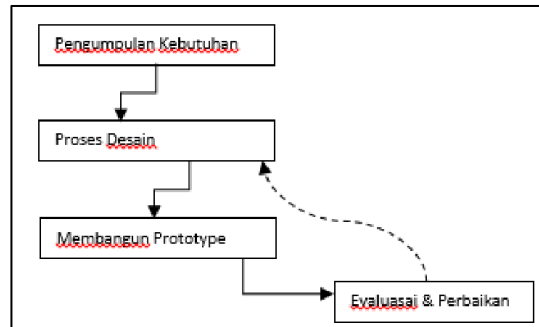 Pengumpulan Kebutuhan
Proses Desain
Membangun Prototype
Evaluasai & Perbaikan